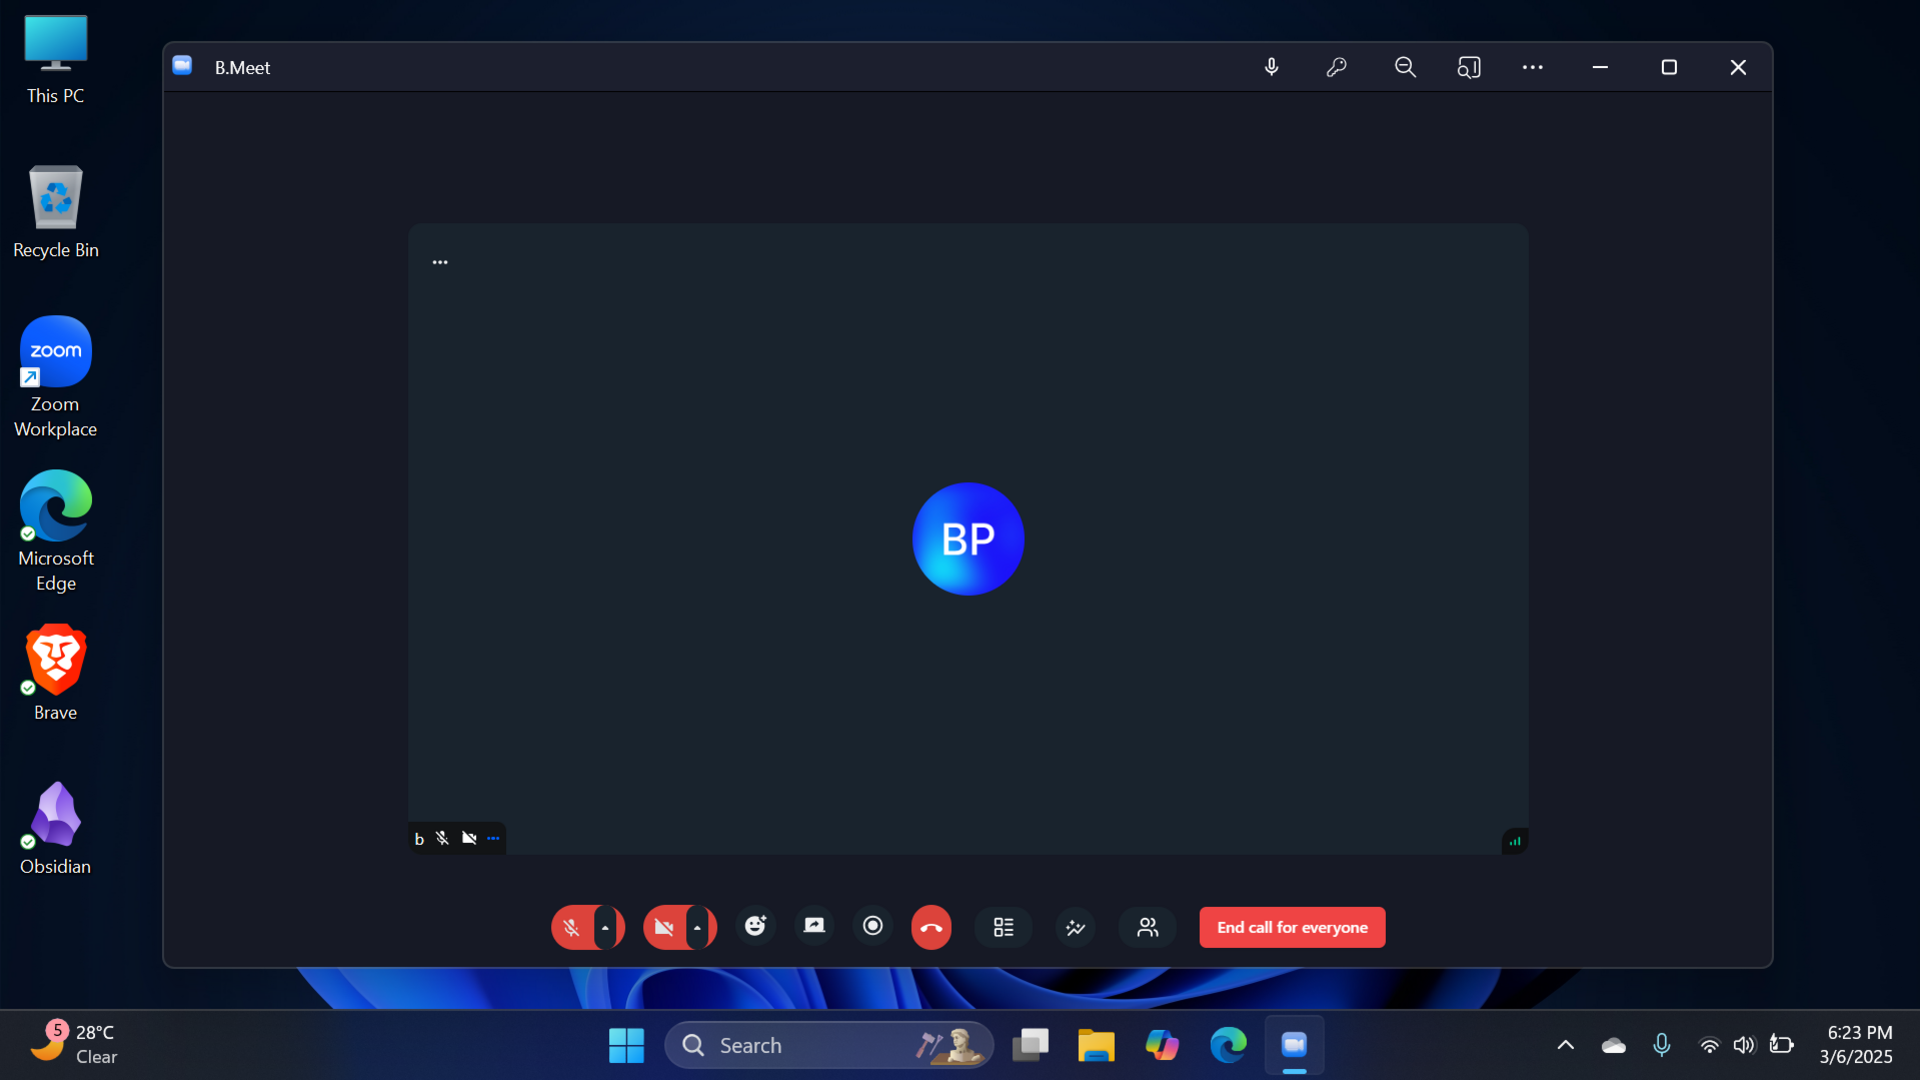 This PC
Recycle Bin
zoom
Zoom
Workplace
Microsoft
Edge
Brave
Obsidian
B.Meet
BP
b
End call for everyone
5
28°C
Clear
Search
6:23 PM
3/6/2025